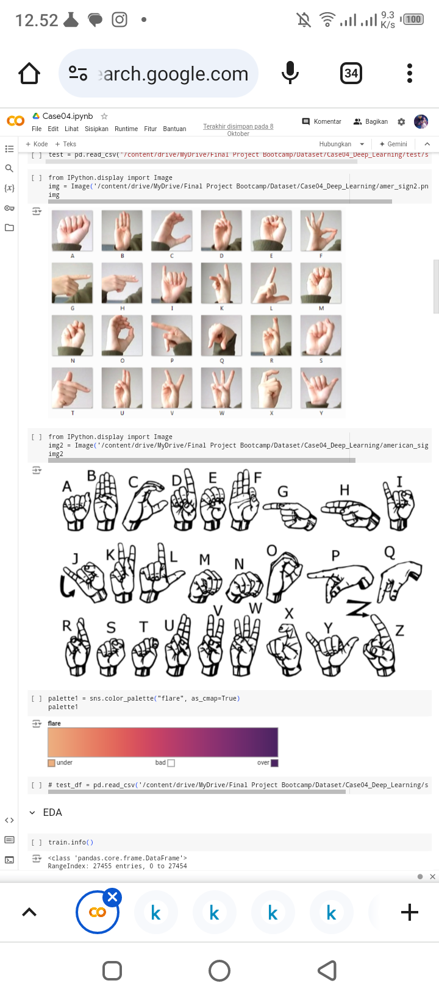 12.52
9.3
K/s
100
earch.google.com
34
Case04.ipynb
File Edit Lihat Sisipkan Runtime Fitur Bantuan
Terakhir disimpan pada 8
Oktober
Komentar
Bagikan
+ Kode + Teks
Hubungkan
Gemini
[ ] test = pd.read_csv('/content/drive/MyDrive/Final Project Bootcamp/Dataset/Case04_Deep_Learning/test/s
[ ] from IPython.display import Image
img = Image('/content/drive/MyDrive/Final Project Bootcamp/Dataset/Case04_Deep_Learning/amer_sign2.pn
img
A B C D E F
G H I K L M
N O P Q R S
T U V W X Y
[ ] from IPython.display import Image
img2 = Image('/content/drive/MyDrive/Final Project Bootcamp/Dataset/Case04_Deep_Learning/american_sig
img2
A B C D E F G H I
J K L M N O P Q
R S T U V W X Y Z Z
[ ] palette1 = sns.color_palette("flare", as_cmap=True)
palette1
flare
under bad over
[ ] # test_df = pd.read_csv('/content/drive/MyDrive/Final Project Bootcamp/Dataset/Case04_Deep_Learning/s
EDA
[ ] train.info()
<class 'pandas.core.frame.DataFrame'>
RangeIndex: 27455 entries, 0 to 27454
k k k k